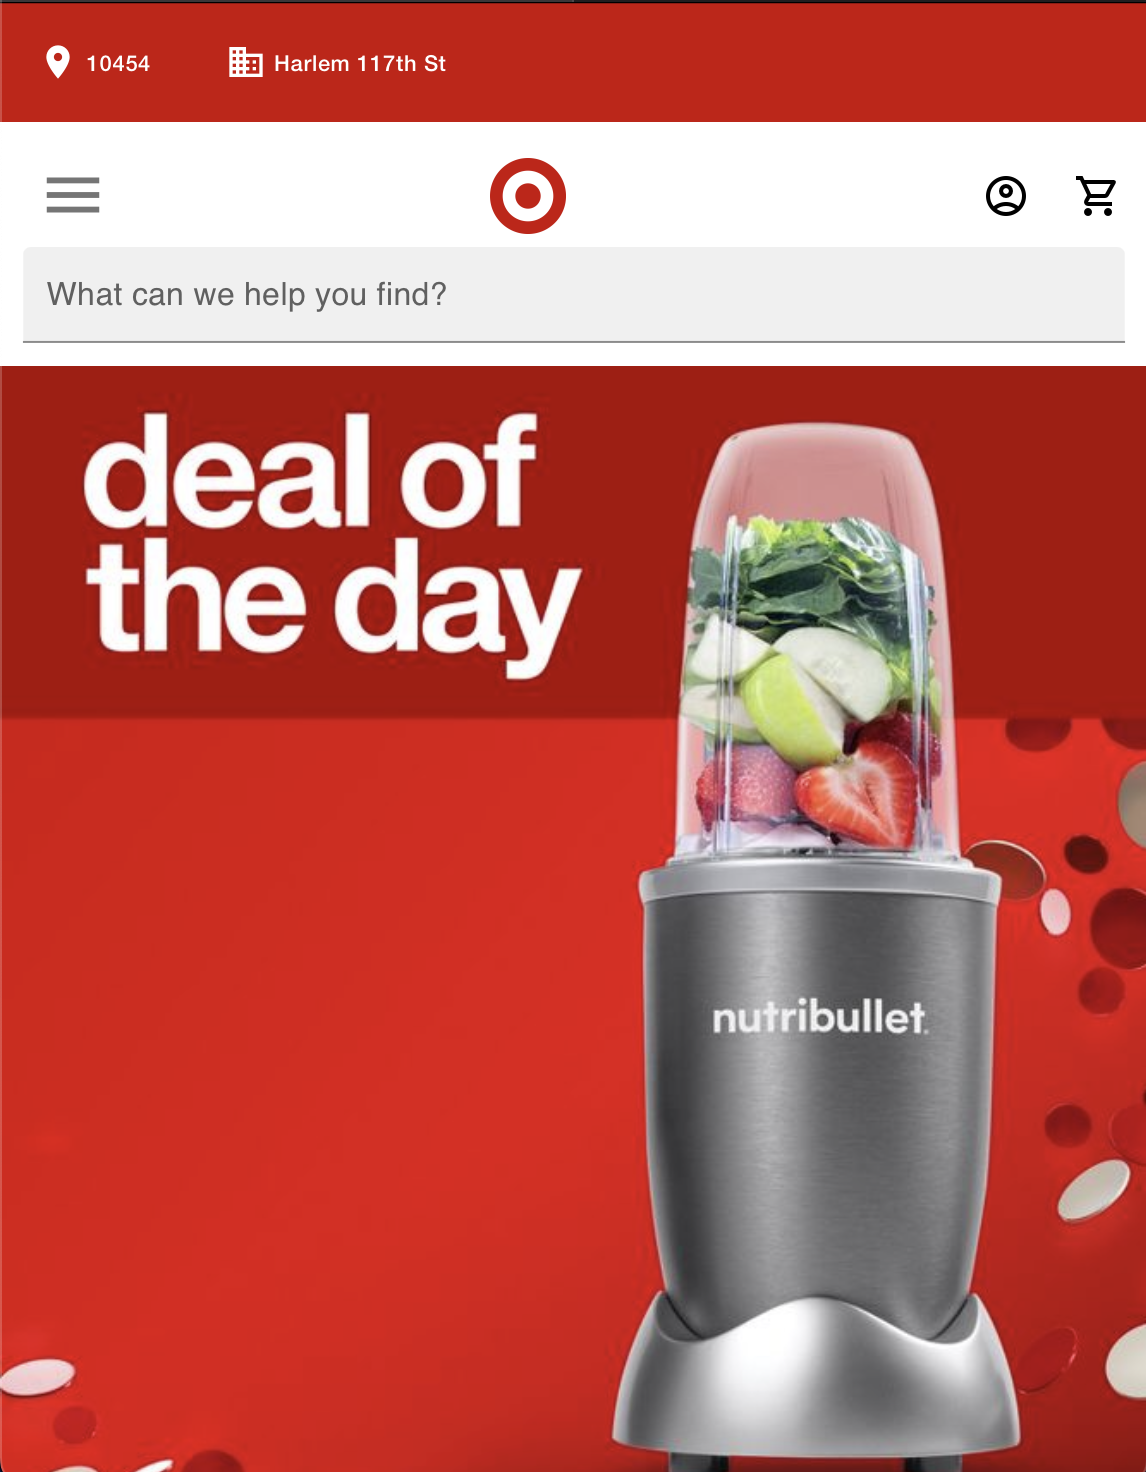 10454
Harlem 117th St
What can we help you find?
deal of
the day
nutribullet.